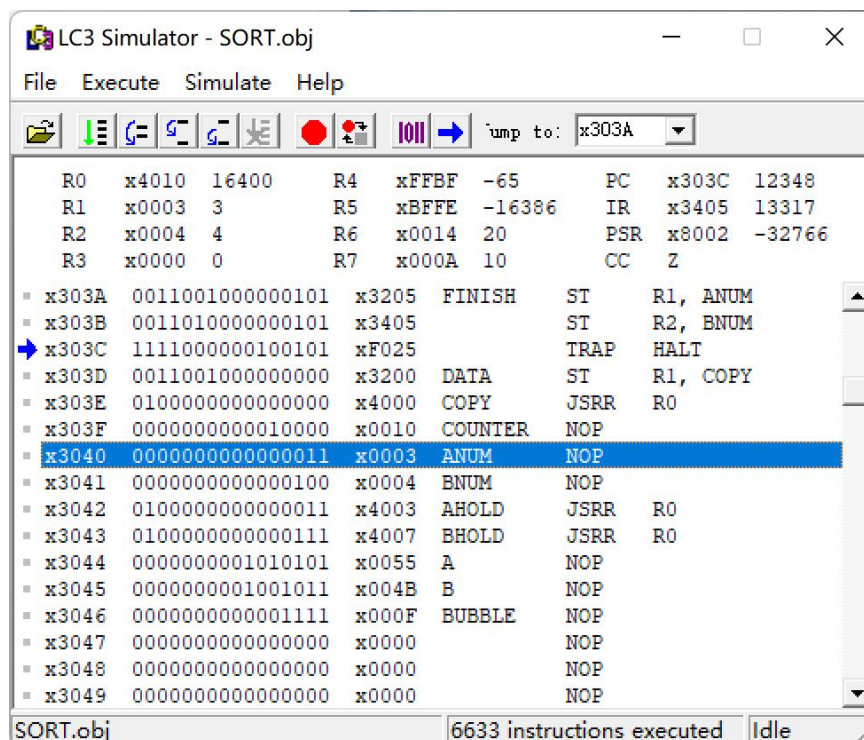 LC3 Simulator - SORT.obj
File Execute Simulate Help
Jump to: x303A
R0 x4010 16400 R4 xFFBF -65 PC x303C 12348
R1 x0003 3 R5 xBFFE -16386 IR x3405 13317
R2 x0004 4 R6 x0014 20 PSR x8002 -32766
R3 x0000 0 R7 x000A 10 CC Z
x303A 0011001000000101 x3205 FINISH ST R1, ANUM
x303B 0011010000000101 x3405 ST R2, BNUM
x303C 1111000000100101 xF025 TRAP HALT
x303D 0011001000000000 x3200 DATA ST R1, COPY
x303E 0100000000000000 x4000 COPY JSRR R0
x303F 0000000000010000 x0010 COUNTER NOP
x3040 0000000000000011 x0003 ANUM NOP
x3041 0000000000000100 x0004 BNUM NOP
x3042 0100000000000011 x4003 AHOLD JSRR R0
x3043 0100000000000111 x4007 BHOLD JSRR R0
x3044 0000000001010101 x0055 A NOP
x3045 0000000001001011 x004B B NOP
x3046 0000000000001111 x000F BUBBLE NOP
x3047 0000000000000000 x0000 NOP
x3048 0000000000000000 x0000 NOP
x3049 0000000000000000 x0000 NOP
SORT.obj 6633 instructions executed Idle